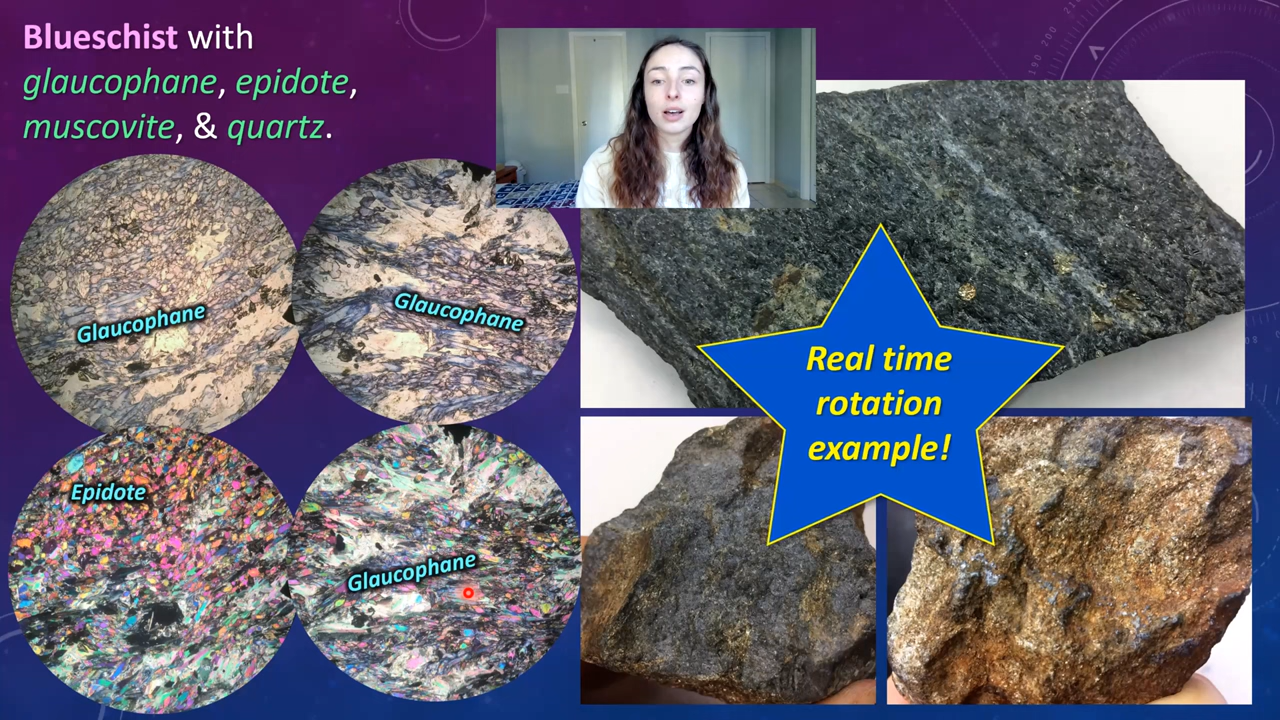 Blueschist with
glaucophane, epidote,
muscovite, & quartz.
Glaucophane
Glaucophane
Epidote
Glaucophane
Real time
rotation
example!